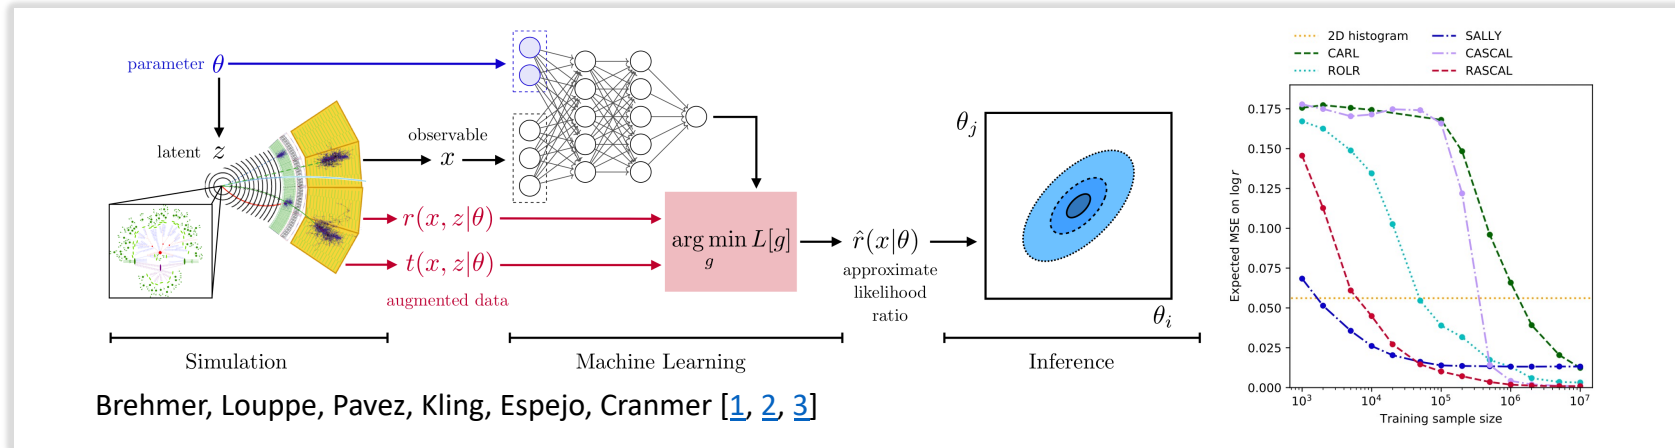 parameter θ
latent z
observable
x
r(x, z|θ)
t(x, z|θ)
augmented data
arg min L[g]
g
r̂(x|θ)
approximate
likelihood
ratio
θj
θi
Simulation
Machine Learning
Inference
Brehmer, Louppe, Pavez, Kling, Espejo, Cranmer [1, 2, 3]
2D histogram
CARL
ROLR
SALLY
CASCAL
RASCAL
Expected MSE on log r
0.175
0.150
0.125
0.100
0.075
0.050
0.025
0.000
10³ 10⁴ 10⁵ 10⁶ 10⁷
Training sample size